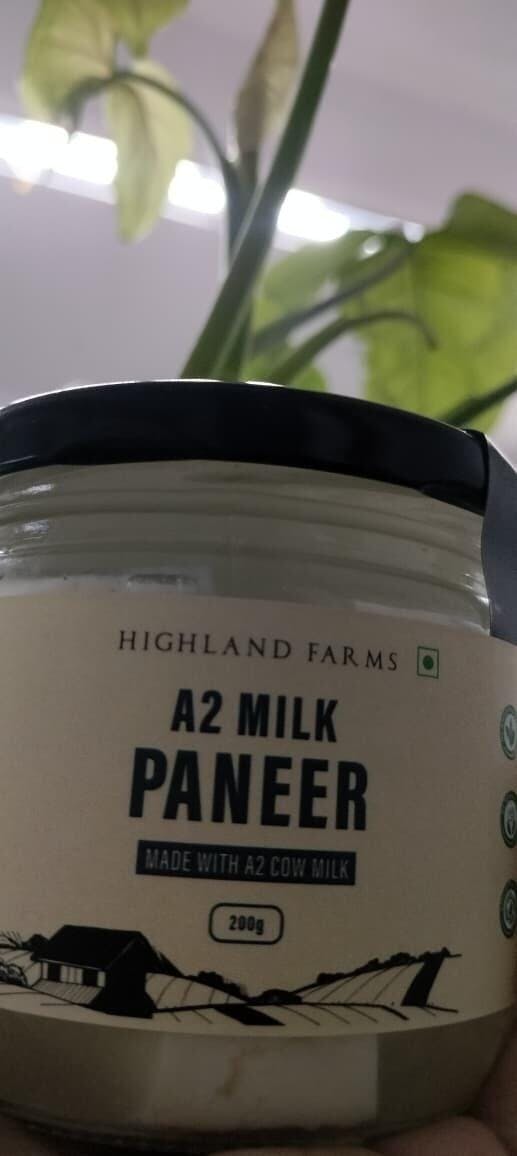 HIGHLAND FARMS
A2 MILK
PANEER
MADE WITH A2 COW MILK
200g